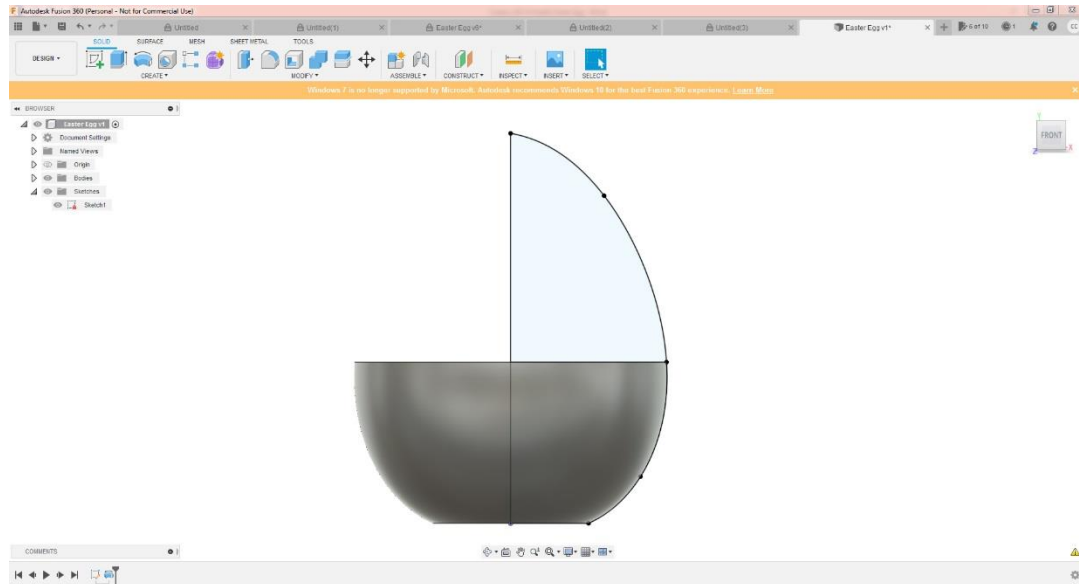 Autodesk Fusion 360 (Personal - Not for Commercial Use)
Untitled
Untitled(1)
Easter Egg v6*
Untitled(2)
Untitled(3)
Easter Egg v1*
6 of 10
1
CC
DESIGN
SOLID
SURFACE
MESH
SHEET METAL
TOOLS
CREATE
MODIFY
ASSEMBLE
CONSTRUCT
INSPECT
INSERT
SELECT
Windows 7 is no longer supported by Microsoft. Autodesk recommends Windows 10 for the best Fusion 360 experience. Learn More
BROWSER
Easter Egg v1
Document Settings
Named Views
Origin
Bodies
Sketches
Sketch1
FRONT
Y
X
Z
COMMENTS